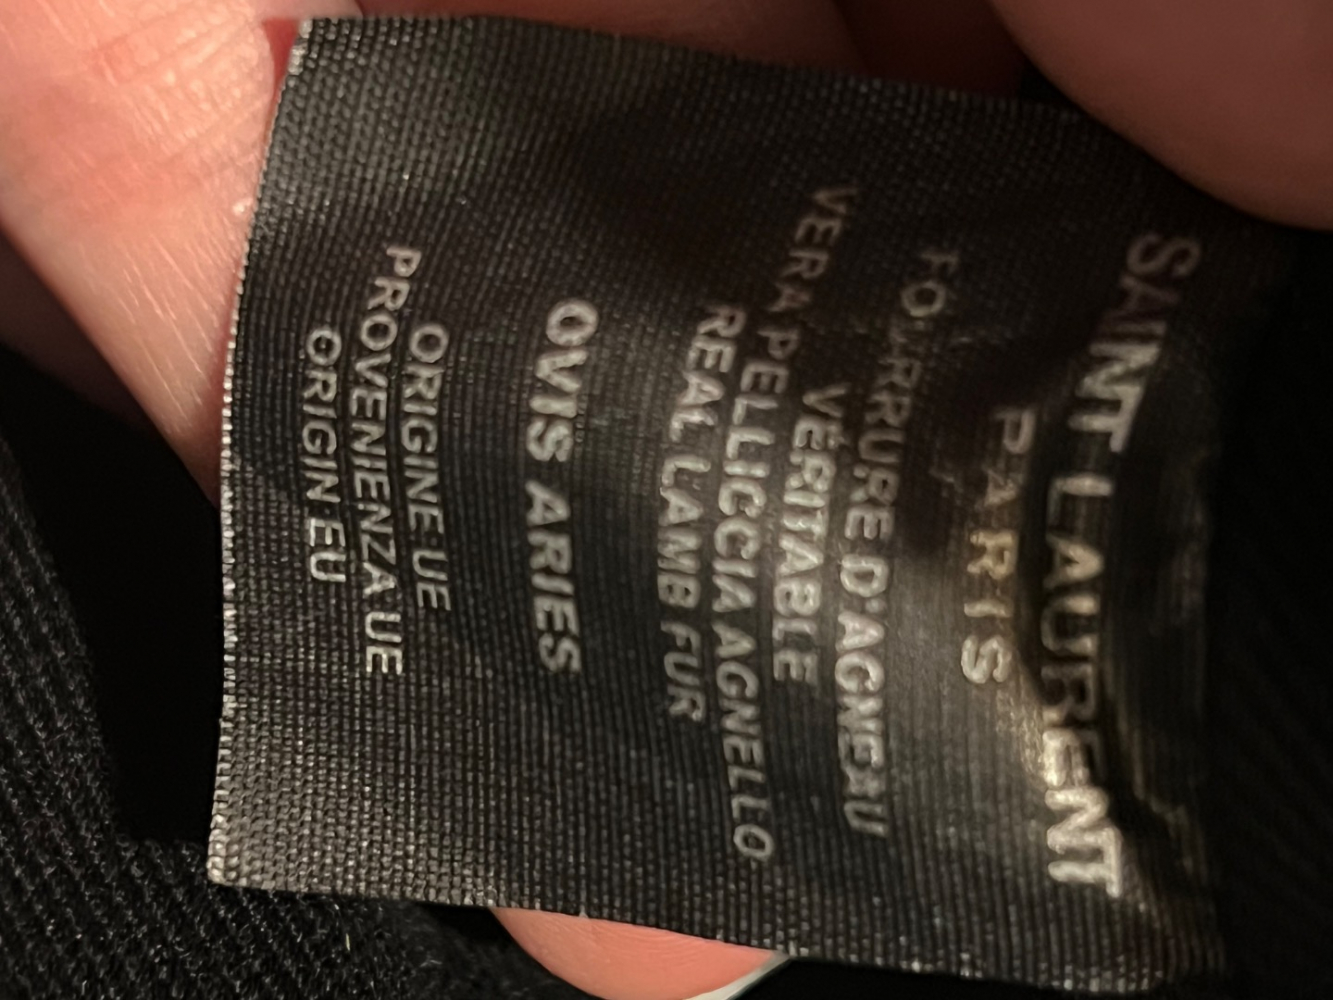 SAINT LAURENT
PARIS
FOURRURE D'AGNEAU
VÉRITABLE
VERA PELLICCIA AGNELLO
REAL LAMB FUR
OVIS ARIES
ORIGINE UE
PROVENIENZA UE
ORIGIN EU